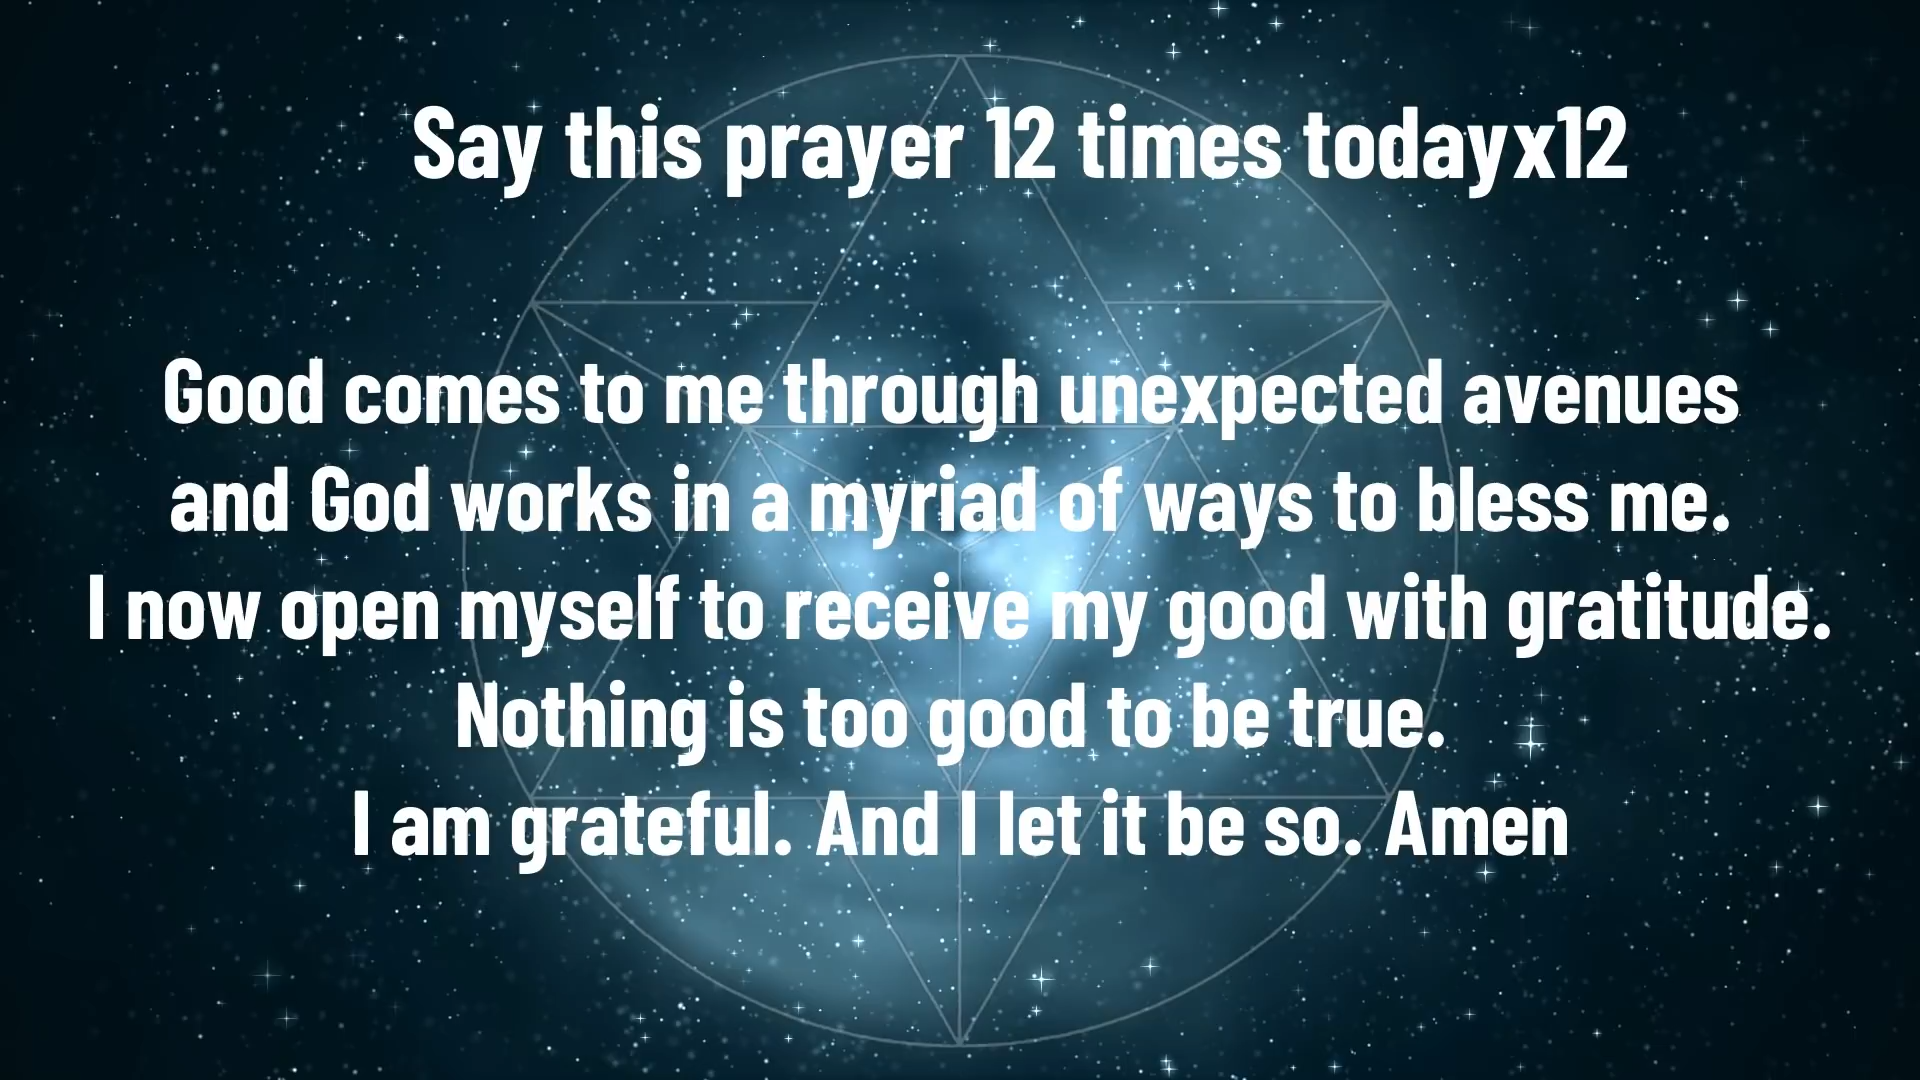 Say this prayer 12 times todayx12
Good comes to me through unexpected avenues
and God works in a myriad of ways to bless me.
I now open myself to receive my good with gratitude.
Nothing is too good to be true.
I am grateful. And I let it be so. Amen